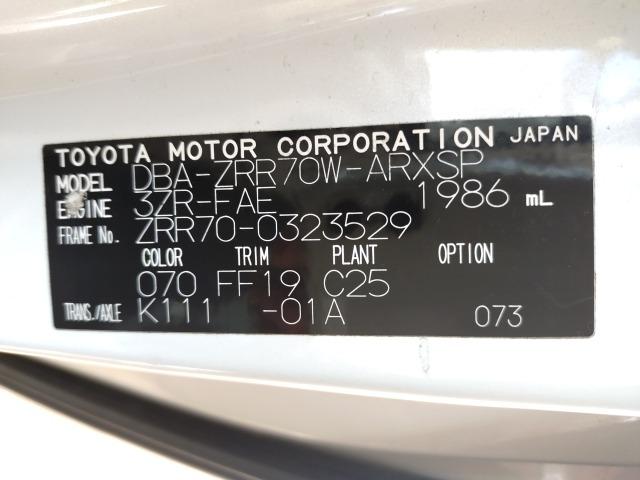 TOYOTA MOTOR CORPORATION JAPAN
MODEL DBA-ZRR70W-ARXSP
ENGINE 3ZR-FAE 1986 mL
FRAME No. ZRR70-0323529
COLOR TRIM PLANT OPTION
070 FF19 C25
TRANS./AXLE K111 -01A 073